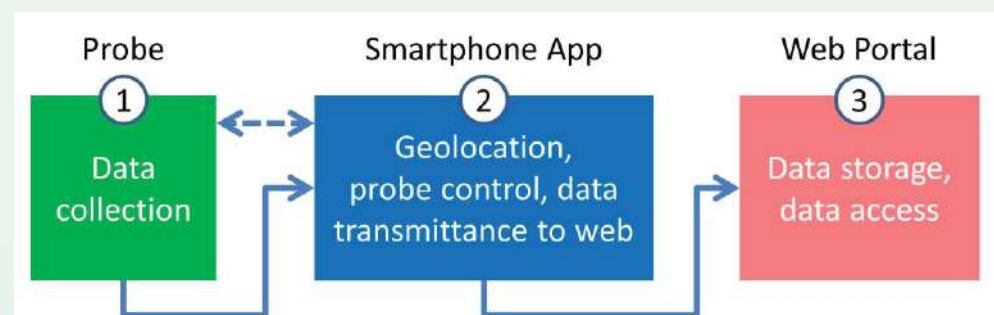 Probe
Smartphone App
Web Portal
1
2
3
Data
collection
Geolocation,
probe control, data
transmittance to web
Data storage,
data access